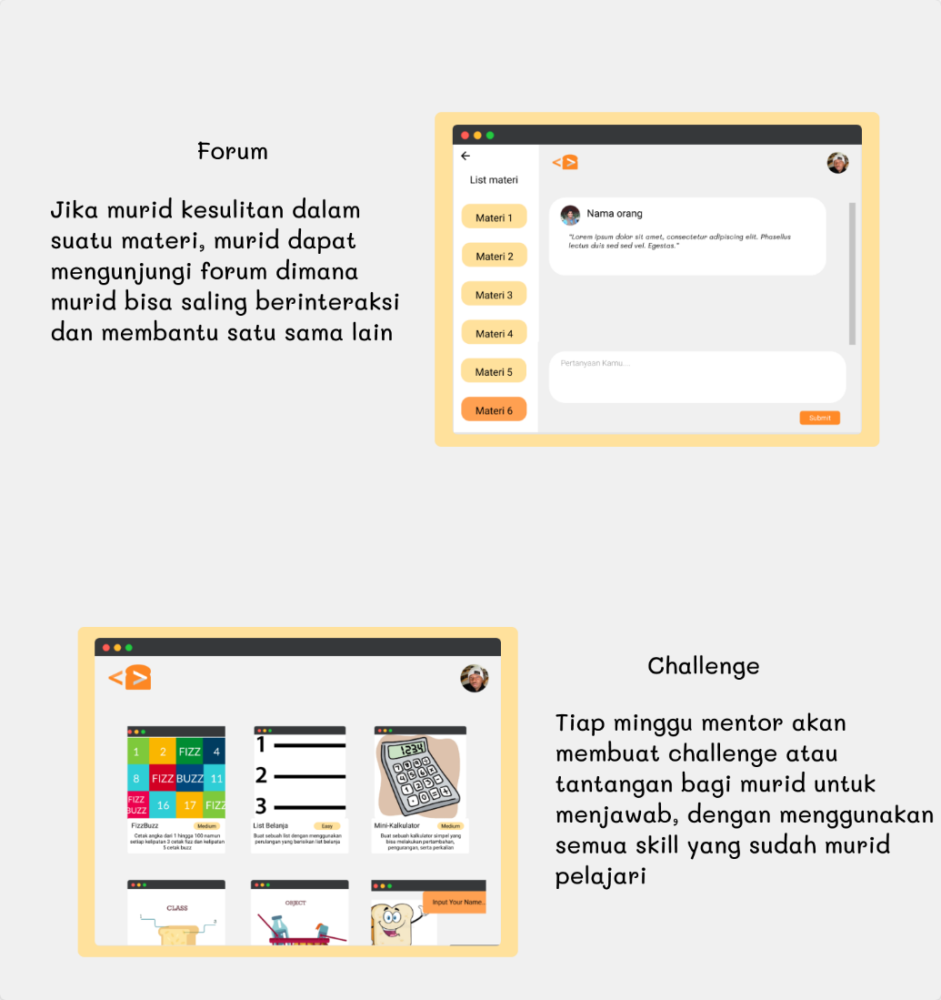 Forum
Jika murid kesulitan dalam
suatu materi, murid dapat
mengunjungi forum dimana
murid bisa saling berinteraksi
dan membantu satu sama lain
List materi
Materi 1
Materi 2
Materi 3
Materi 4
Materi 5
Materi 6
< >
Nama orang
"Lorem ipsum dolor sit amet, consectetur adipiscing elit. Phasellus
lectus duis sed sed vel. Egestas."
Pertanyaan Kamu...
Submit
< >
1 2 FIZZ 4
8 FIZZ BUZZ 11
FIZZ BUZZ 16 17 FIZZ
FizzBuzz Medium
Cetak angka dari 1 hingga 100 namun
setiap kelipatan 3 cetak fizz dan kelipatan
5 cetak buzz
1
2
3
List Belanja Easy
Buat sebuah list dengan menggunakan
perulangan yang berisikan list belanja
1234
Mini-Kalkulator Medium
Buat sebuah kalkulator simpel yang
bisa melakukan pertambahan,
pengurangan, serta perkalian
CLASS
OBJECT
Input Your Name..
Challenge
Tiap minggu mentor akan
membuat challenge atau
tantangan bagi murid untuk
menjawab, dengan menggunakan
semua skill yang sudah murid
pelajari